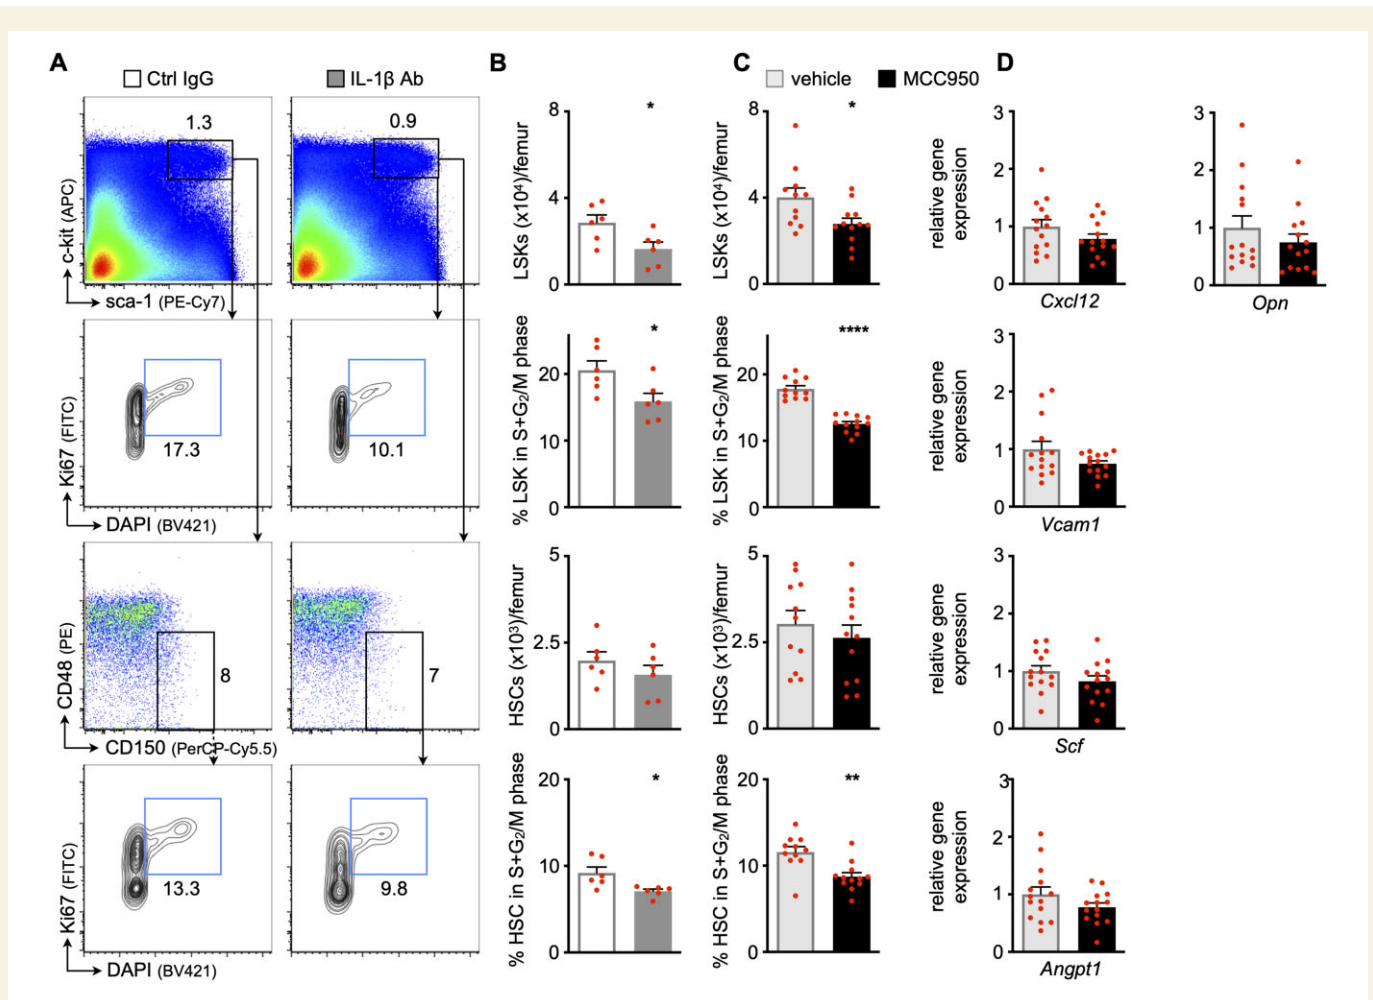 A
Ctrl IgG
IL-1β Ab
1.3
0.9
c-kit (APC)
sca-1 (PE-Cy7)
17.3
10.1
Ki67 (FITC)
DAPI (BV421)
8
7
CD48 (PE)
CD150 (PerCP-Cy5.5)
13.3
9.8
Ki67 (FITC)
DAPI (BV421)
B
8
4
0
LSKs (x10⁴)/femur
*
20
10
0
% LSK in S+G₂/M phase
*
5
2.5
0
HSCs (x10³)/femur
20
10
0
% HSC in S+G₂/M phase
*
C
vehicle
MCC950
8
4
0
LSKs (x10⁴)/femur
*
20
10
0
% LSK in S+G₂/M phase
****
5
2.5
0
HSCs (x10³)/femur
20
10
0
% HSC in S+G₂/M phase
**
D
relative gene
expression
3
2
1
0
Cxcl12
3
2
1
0
Opn
relative gene
expression
3
2
1
0
Vcam1
relative gene
expression
3
2
1
0
Scf
relative gene
expression
3
2
1
0
Angpt1